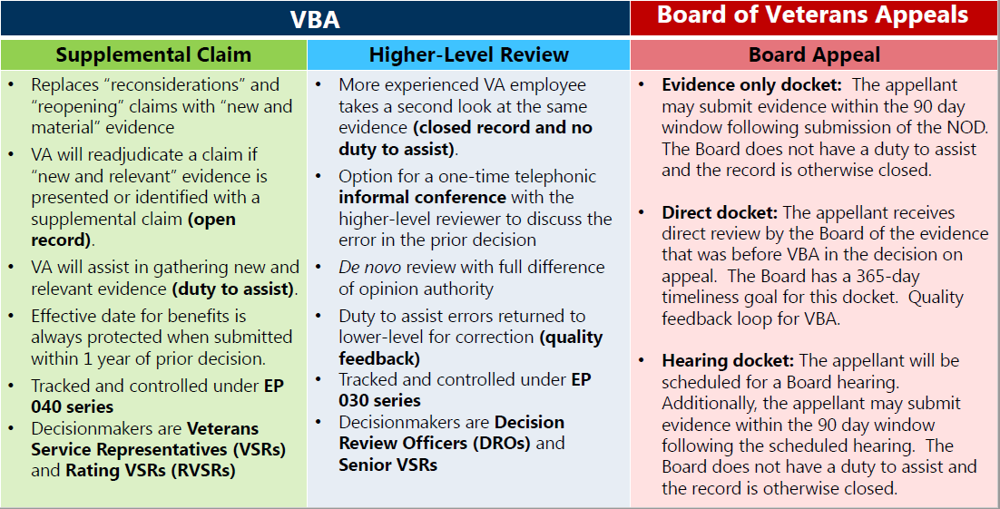 VBA
Board of Veterans Appeals
Supplemental Claim
• Replaces “reconsiderations” and
“reopening” claims with “new and
material” evidence
• VA will readjudicate a claim if
“new and relevant” evidence is
presented or identified with a
supplemental claim (open
record).
• VA will assist in gathering new and
relevant evidence (duty to assist).
• Effective date for benefits is
always protected when submitted
within 1 year of prior decision.
• Tracked and controlled under EP
040 series
• Decisionmakers are Veterans
Service Representatives (VSRs)
and Rating VSRs (RVSRs)
Higher-Level Review
• More experienced VA employee
takes a second look at the same
evidence (closed record and no
duty to assist).
• Option for a one-time telephonic
informal conference with the
higher-level reviewer to discuss the
error in the prior decision
• De novo review with full difference
of opinion authority
• Duty to assist errors returned to
lower-level for correction (quality
feedback)
• Tracked and controlled under EP
030 series
• Decisionmakers are Decision
Review Officers (DROs) and
Senior VSRs
Board Appeal
• Evidence only docket: The appellant
may submit evidence within the 90 day
window following submission of the NOD.
The Board does not have a duty to assist
and the record is otherwise closed.
• Direct docket: The appellant receives
direct review by the Board of the evidence
that was before VBA in the decision on
appeal. The Board has a 365-day
timeliness goal for this docket. Quality
feedback loop for VBA.
• Hearing docket: The appellant will be
scheduled for a Board hearing.
Additionally, the appellant may submit
evidence within the 90 day window
following the scheduled hearing. The
Board does not have a duty to assist and
the record is otherwise closed.